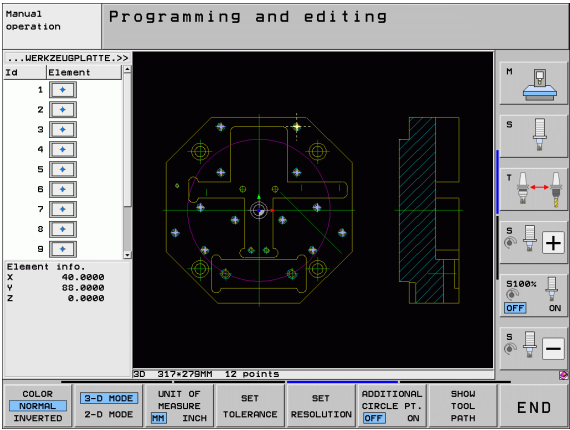 Manual
operation
Programming and editing
...WERKZEUGPLATTE.>>
Id Element
1
2
3
4
5
6
7
8
9
Element info.
X 40.0000
Y 88.0000
Z 0.0000
3D 317*279MM 12 points
M
S
T
S
S100%
OFF ON
S
COLOR
NORMAL
INVERTED
3-D MODE
2-D MODE
UNIT OF
MEASURE
MM INCH
SET
TOLERANCE
SET
RESOLUTION
ADDITIONAL
CIRCLE PT.
OFF ON
SHOW
TOOL
PATH
END